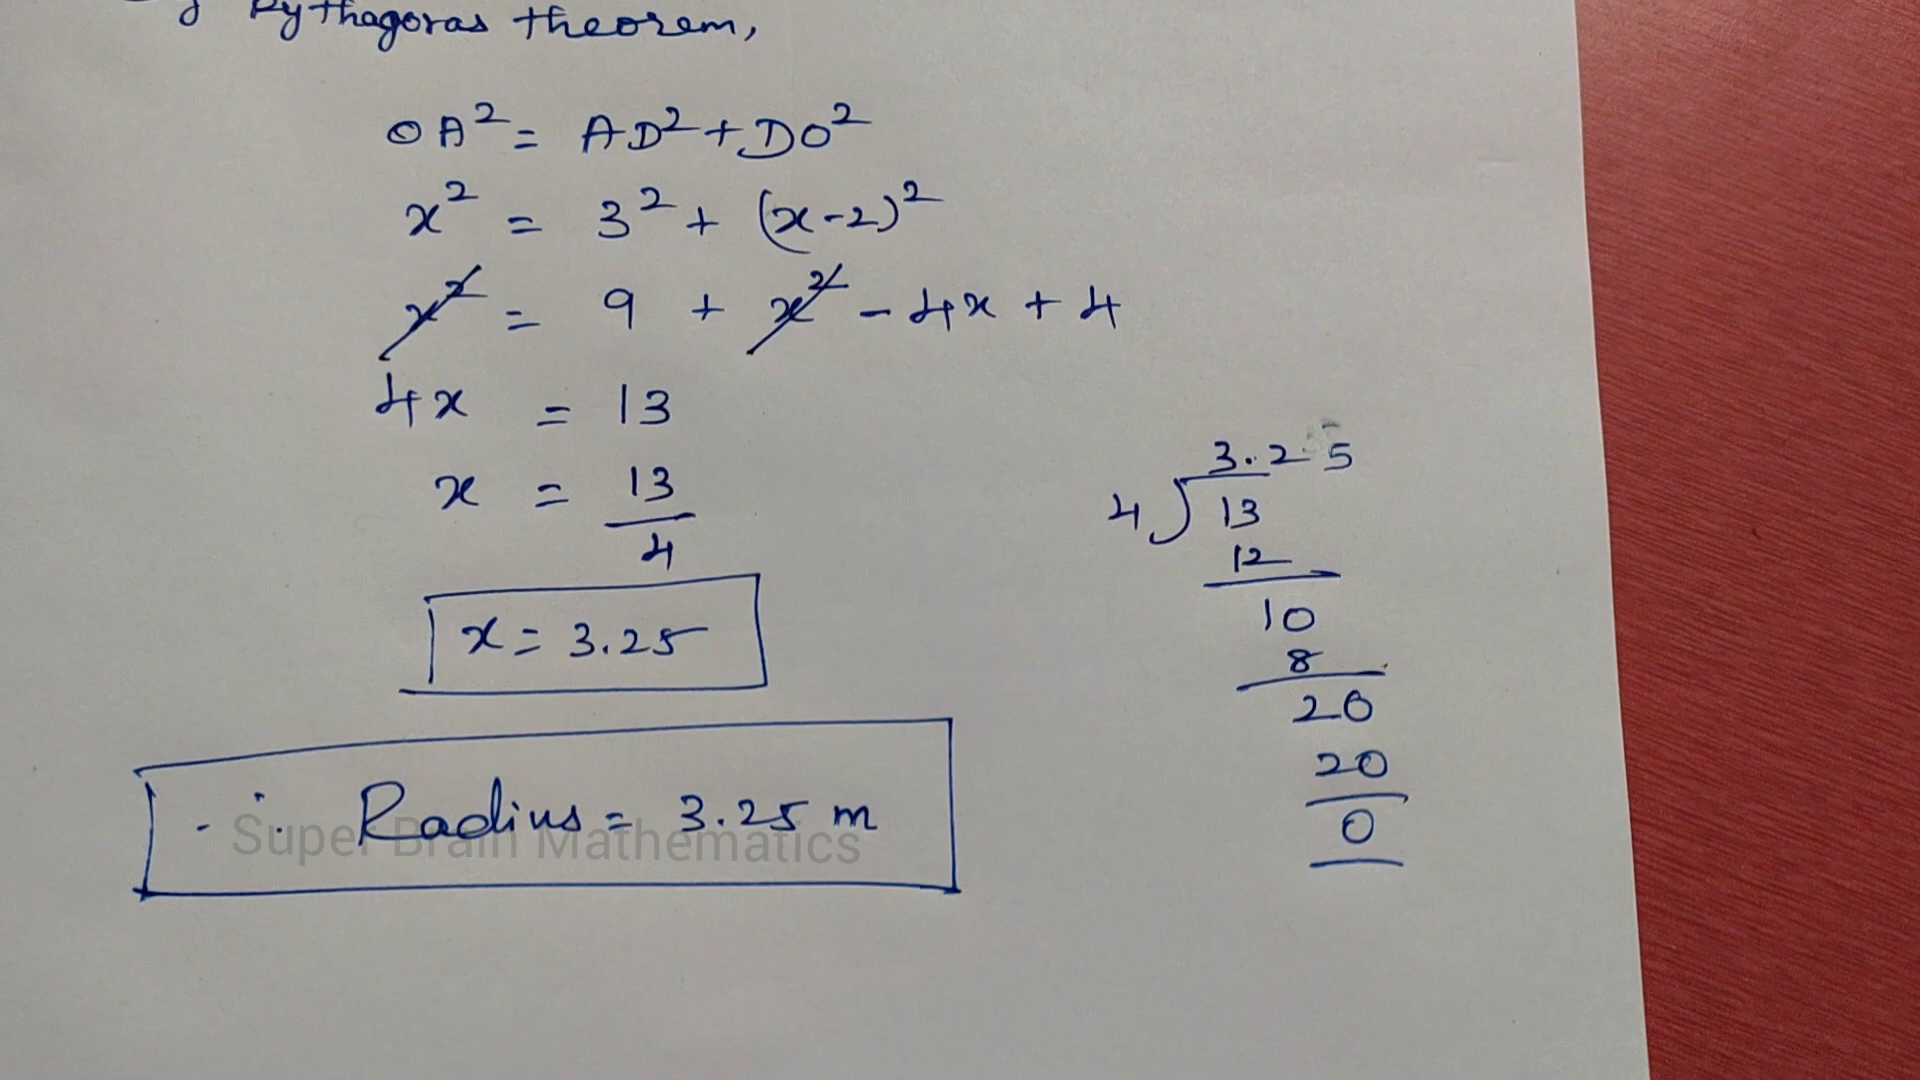 Pythagoras theorem,
OA² = AD² + DO²
x² = 3² + (x-2)²
x² = 9 + x² - 4x + 4
4x = 13
x = 13/4
x = 3.25
∴ Radius = 3.25 m
Super Brain Mathematics
3.25
4 ) 13
12
10
8
20
20
0